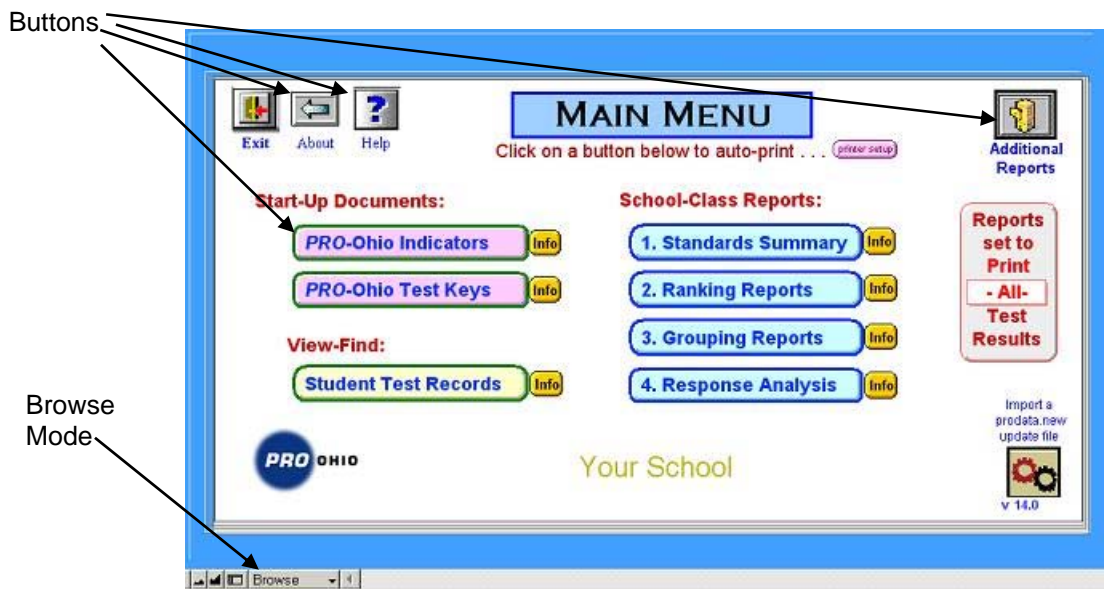 Buttons
MAIN MENU
Click on a button below to auto-print . . . printer setup
Exit About Help
Additional
Reports
Start-Up Documents:
PRO-Ohio Indicators Info
PRO-Ohio Test Keys Info
View-Find:
Student Test Records Info
School-Class Reports:
1. Standards Summary Info
2. Ranking Reports Info
3. Grouping Reports Info
4. Response Analysis Info
Reports
set to
Print
- All-
Test
Results
Import a
prodata.new
update file
v 14.0
PRO OHIO
Your School
Browse
Mode
Browse